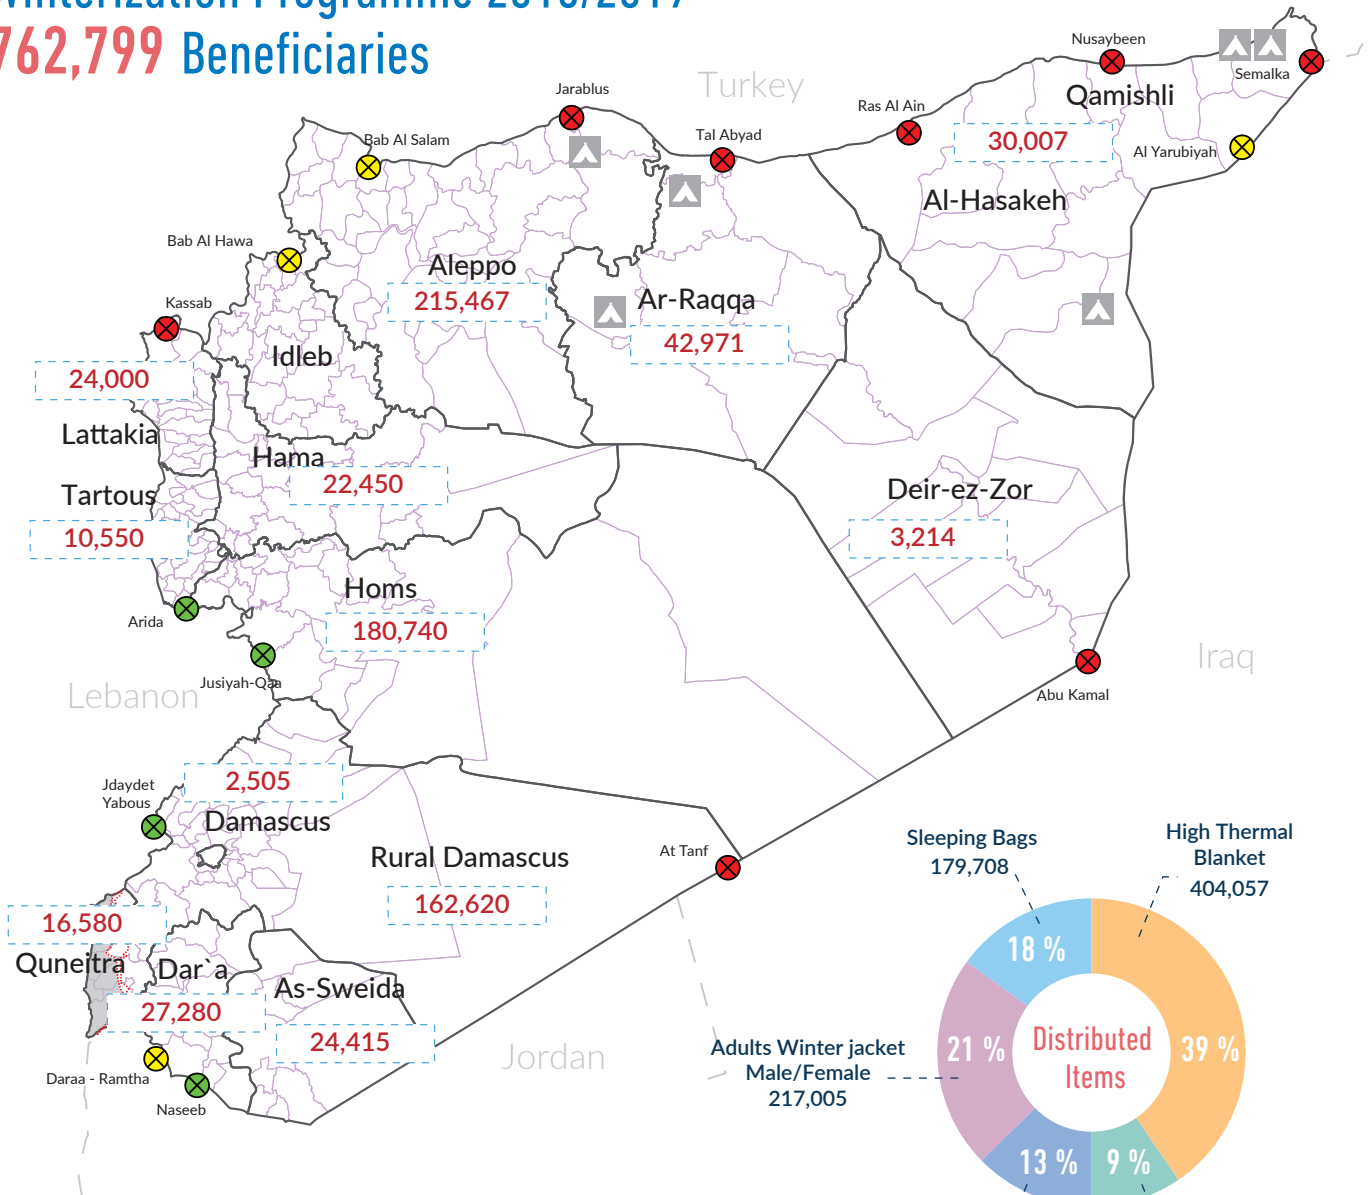 762,799 Beneficiaries
Turkey
Nusaybeen
Semalka
Qamishli
Jarablus
Ras Al Ain
30,007
Al Yarubiyah
Bab Al Salam
Tal Abyad
Al-Hasakeh
Bab Al Hawa
Aleppo
215,467
Ar-Raqqa
42,971
Kassab
Idleb
24,000
Lattakia
Hama
22,450
Tartous
10,550
Deir-ez-Zor
3,214
Homs
180,740
Arida
Jusiyah-Qaa
Lebanon
Iraq
Abu Kamal
2,505
Jdaydet
Yabous
Damascus
Rural Damascus
162,620
At Tanf
16,580
Quneitra
Dar`a
27,280
As-Sweida
24,415
Daraa - Ramtha
Naseeb
Jordan
Sleeping Bags
179,708
High Thermal
Blanket
404,057
18 %
39 %
21 %
13 %
9 %
Distributed
Items
Adults Winter jacket
Male/Female
217,005